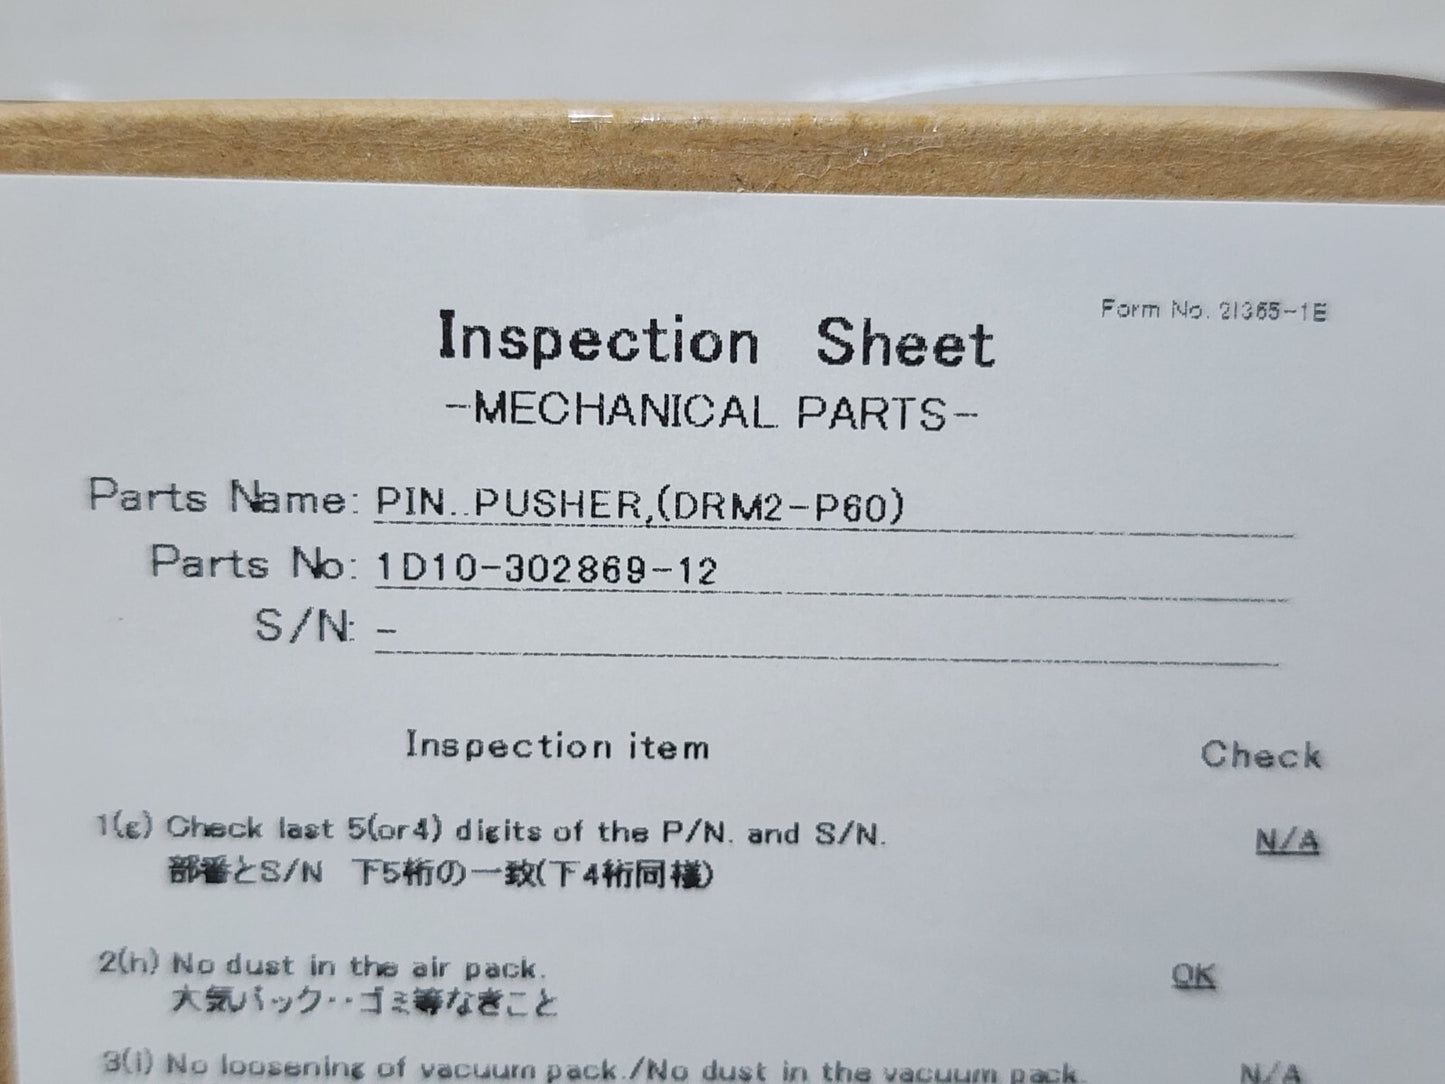 Form No. 21365-1E
Inspection Sheet
-MECHANICAL PARTS-
Parts Name: PIN..PUSHER,(DRM2-P60)
Parts No: 1D10-302869-12
S/N: -
Inspection item Check
1(g) Check last 5(or4) digits of the P/N. and S/N. N/A
部番とS/N 下5桁の一致(下4桁同様)
2(h) No dust in the air pack. OK
大気パック‥ゴミ等なきこと
3(i) No loosening of vacuum pack./No dust in the vacuum pack. N/A